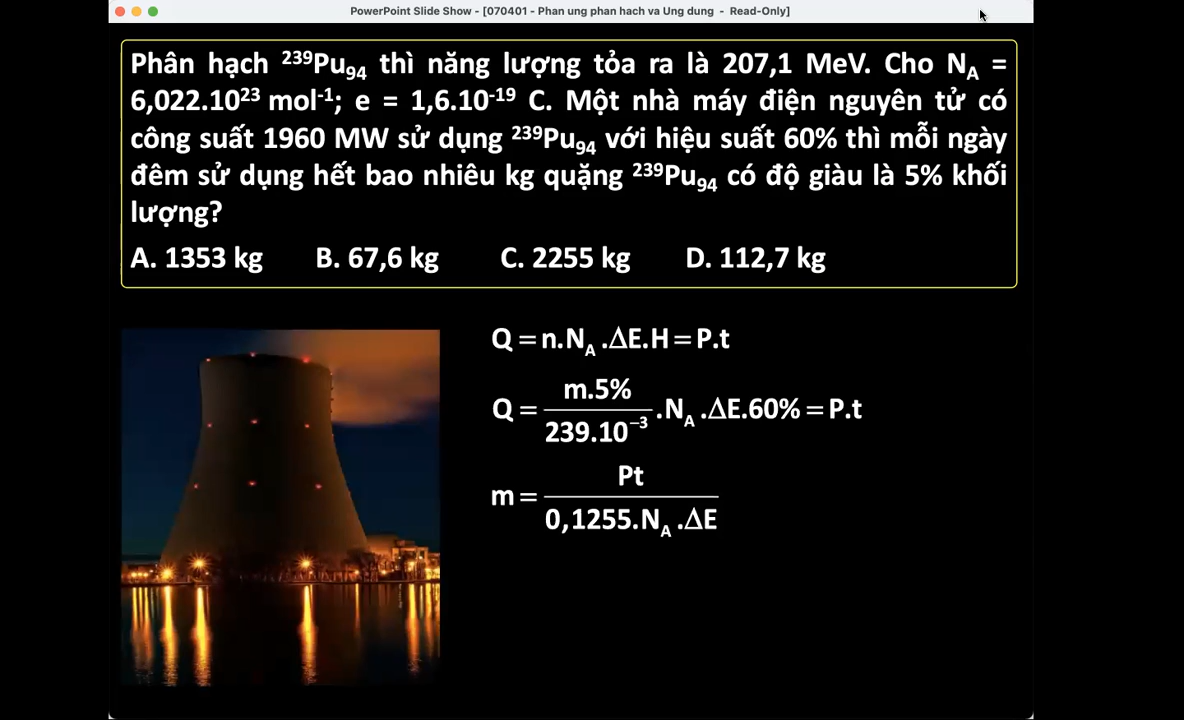 PowerPoint Slide Show - [070401 - Phan ung phan hach va Ung dung - Read-Only]
Phân hạch ²³⁹Pu₉₄ thì năng lượng tỏa ra là 207,1 MeV. Cho N_A =
6,022.10²³ mol⁻¹; e = 1,6.10⁻¹⁹ C. Một nhà máy điện nguyên tử có
công suất 1960 MW sử dụng ²³⁹Pu₉₄ với hiệu suất 60% thì mỗi ngày
đêm sử dụng hết bao nhiêu kg quặng ²³⁹Pu₉₄ có độ giàu là 5% khối
lượng?
A. 1353 kg B. 67,6 kg C. 2255 kg D. 112,7 kg
Q = n.N_A.ΔE.H = P.t
Q = m.5% / 239.10⁻³ .N_A.ΔE.60% = P.t
m = Pt / 0,1255.N_A.ΔE